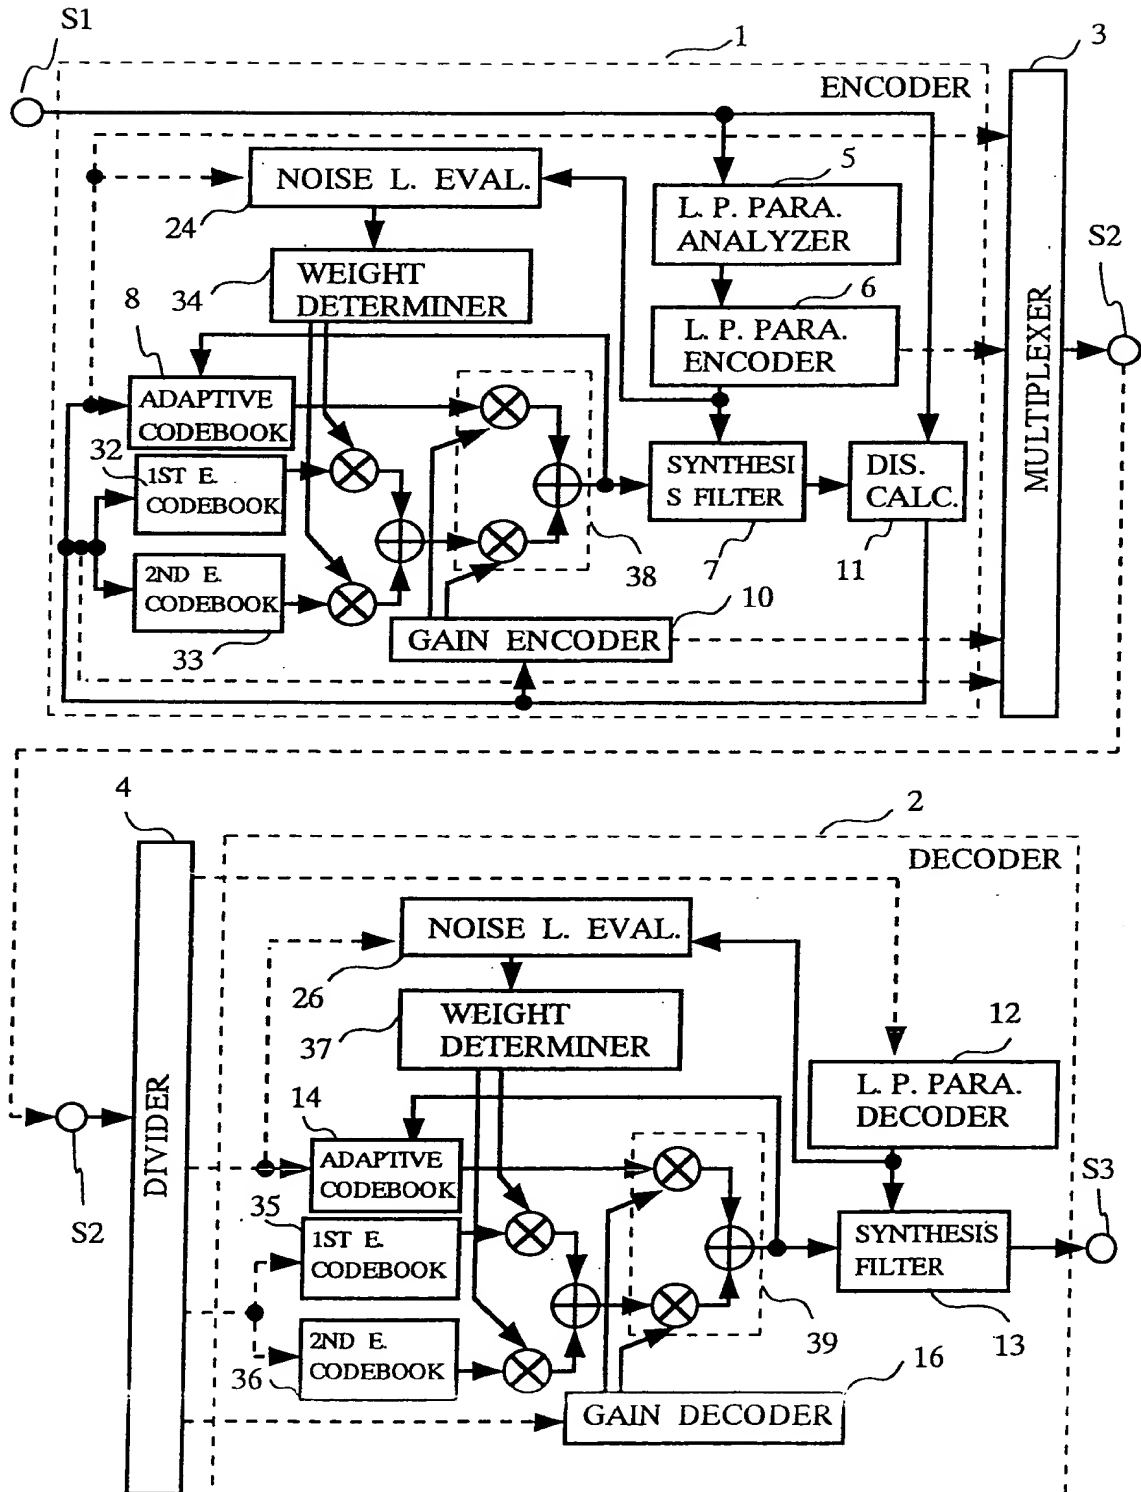 S1
1
3
ENCODER
NOISE L. EVAL.
24
5
L. P. PARA.
ANALYZER
S2
WEIGHT
DETERMINER
34
8
6
L. P. PARA.
ENCODER
MULTIPLEXER
ADAPTIVE
CODEBOOK
32
1ST E.
CODEBOOK
SYNTHESI
S FILTER
DIS.
CALC.
38
7
11
2ND E.
CODEBOOK
33
10
GAIN ENCODER
4
2
DECODER
NOISE L. EVAL.
26
WEIGHT
DETERMINER
37
12
L. P. PARA.
DECODER
DIVIDER
14
ADAPTIVE
CODEBOOK
S2
S3
35
1ST E.
CODEBOOK
SYNTHESIS
FILTER
39
13
2ND E.
CODEBOOK
36
16
GAIN DECODER